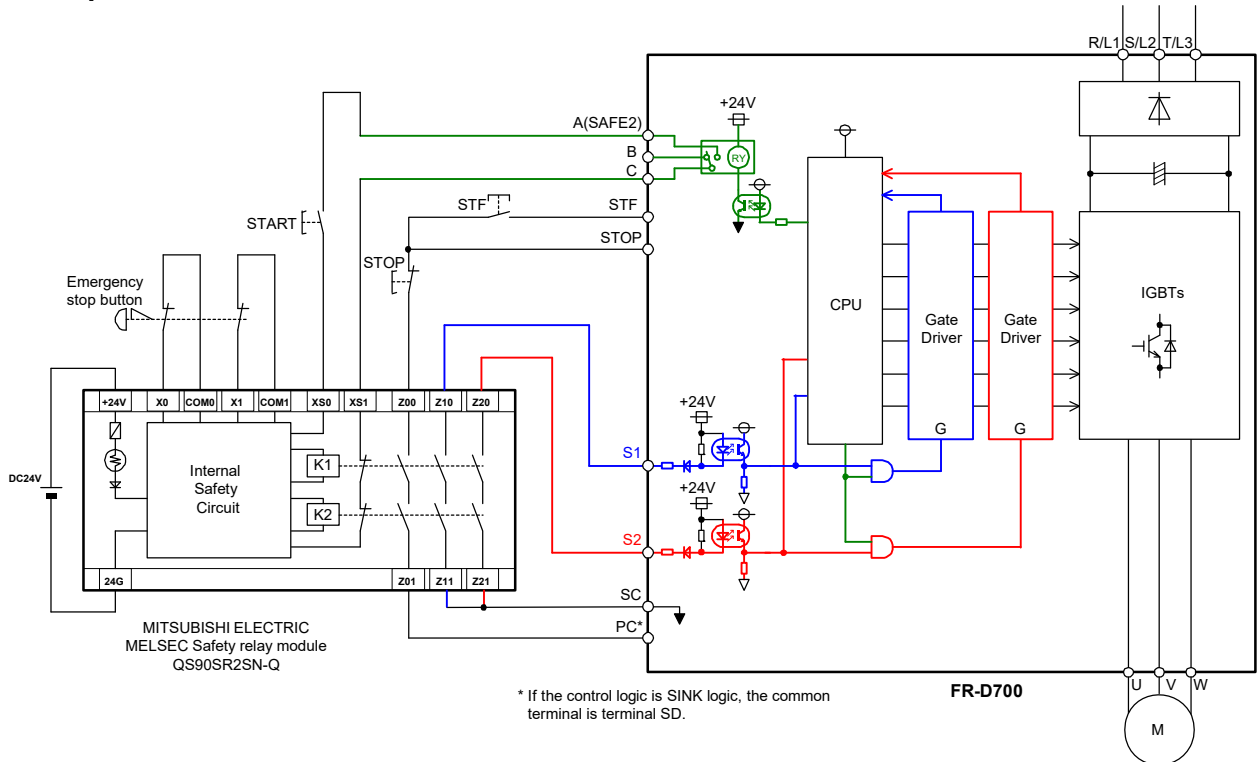 R/L1 S/L2 T/L3
+24V
A(SAFE2)
B
RY
C
STF
STF
START
STOP
STOP
Emergency
stop button
CPU
Gate
Driver
Gate
Driver
IGBTs
+24V
X0
COM0
X1
COM1
XS0
XS1
Z00
Z10
Z20
+24V
G
G
S1
DC24V
Internal
Safety
Circuit
K1
K2
+24V
S2
24G
Z01
Z11
Z21
SC
PC*
MITSUBISHI ELECTRIC
MELSEC Safety relay module
QS90SR2SN-Q
* If the control logic is SINK logic, the common
terminal is terminal SD.
FR-D700
U
V
W
M